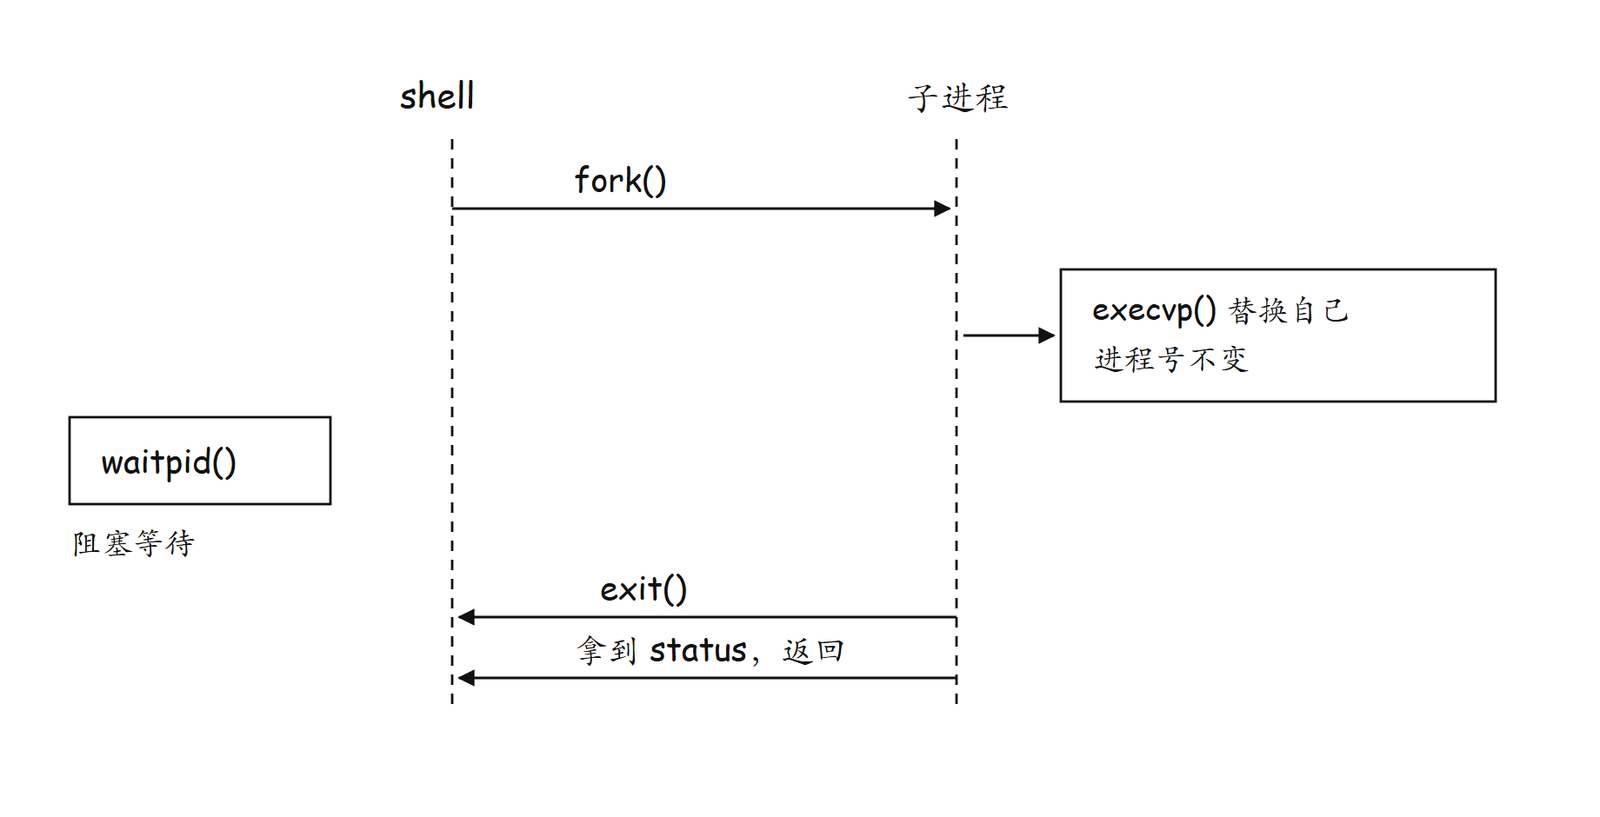 shell
子进程
fork()
execvp() 替换自己
进程号不变
waitpid()
阻塞等待
exit()
拿到 status，返回